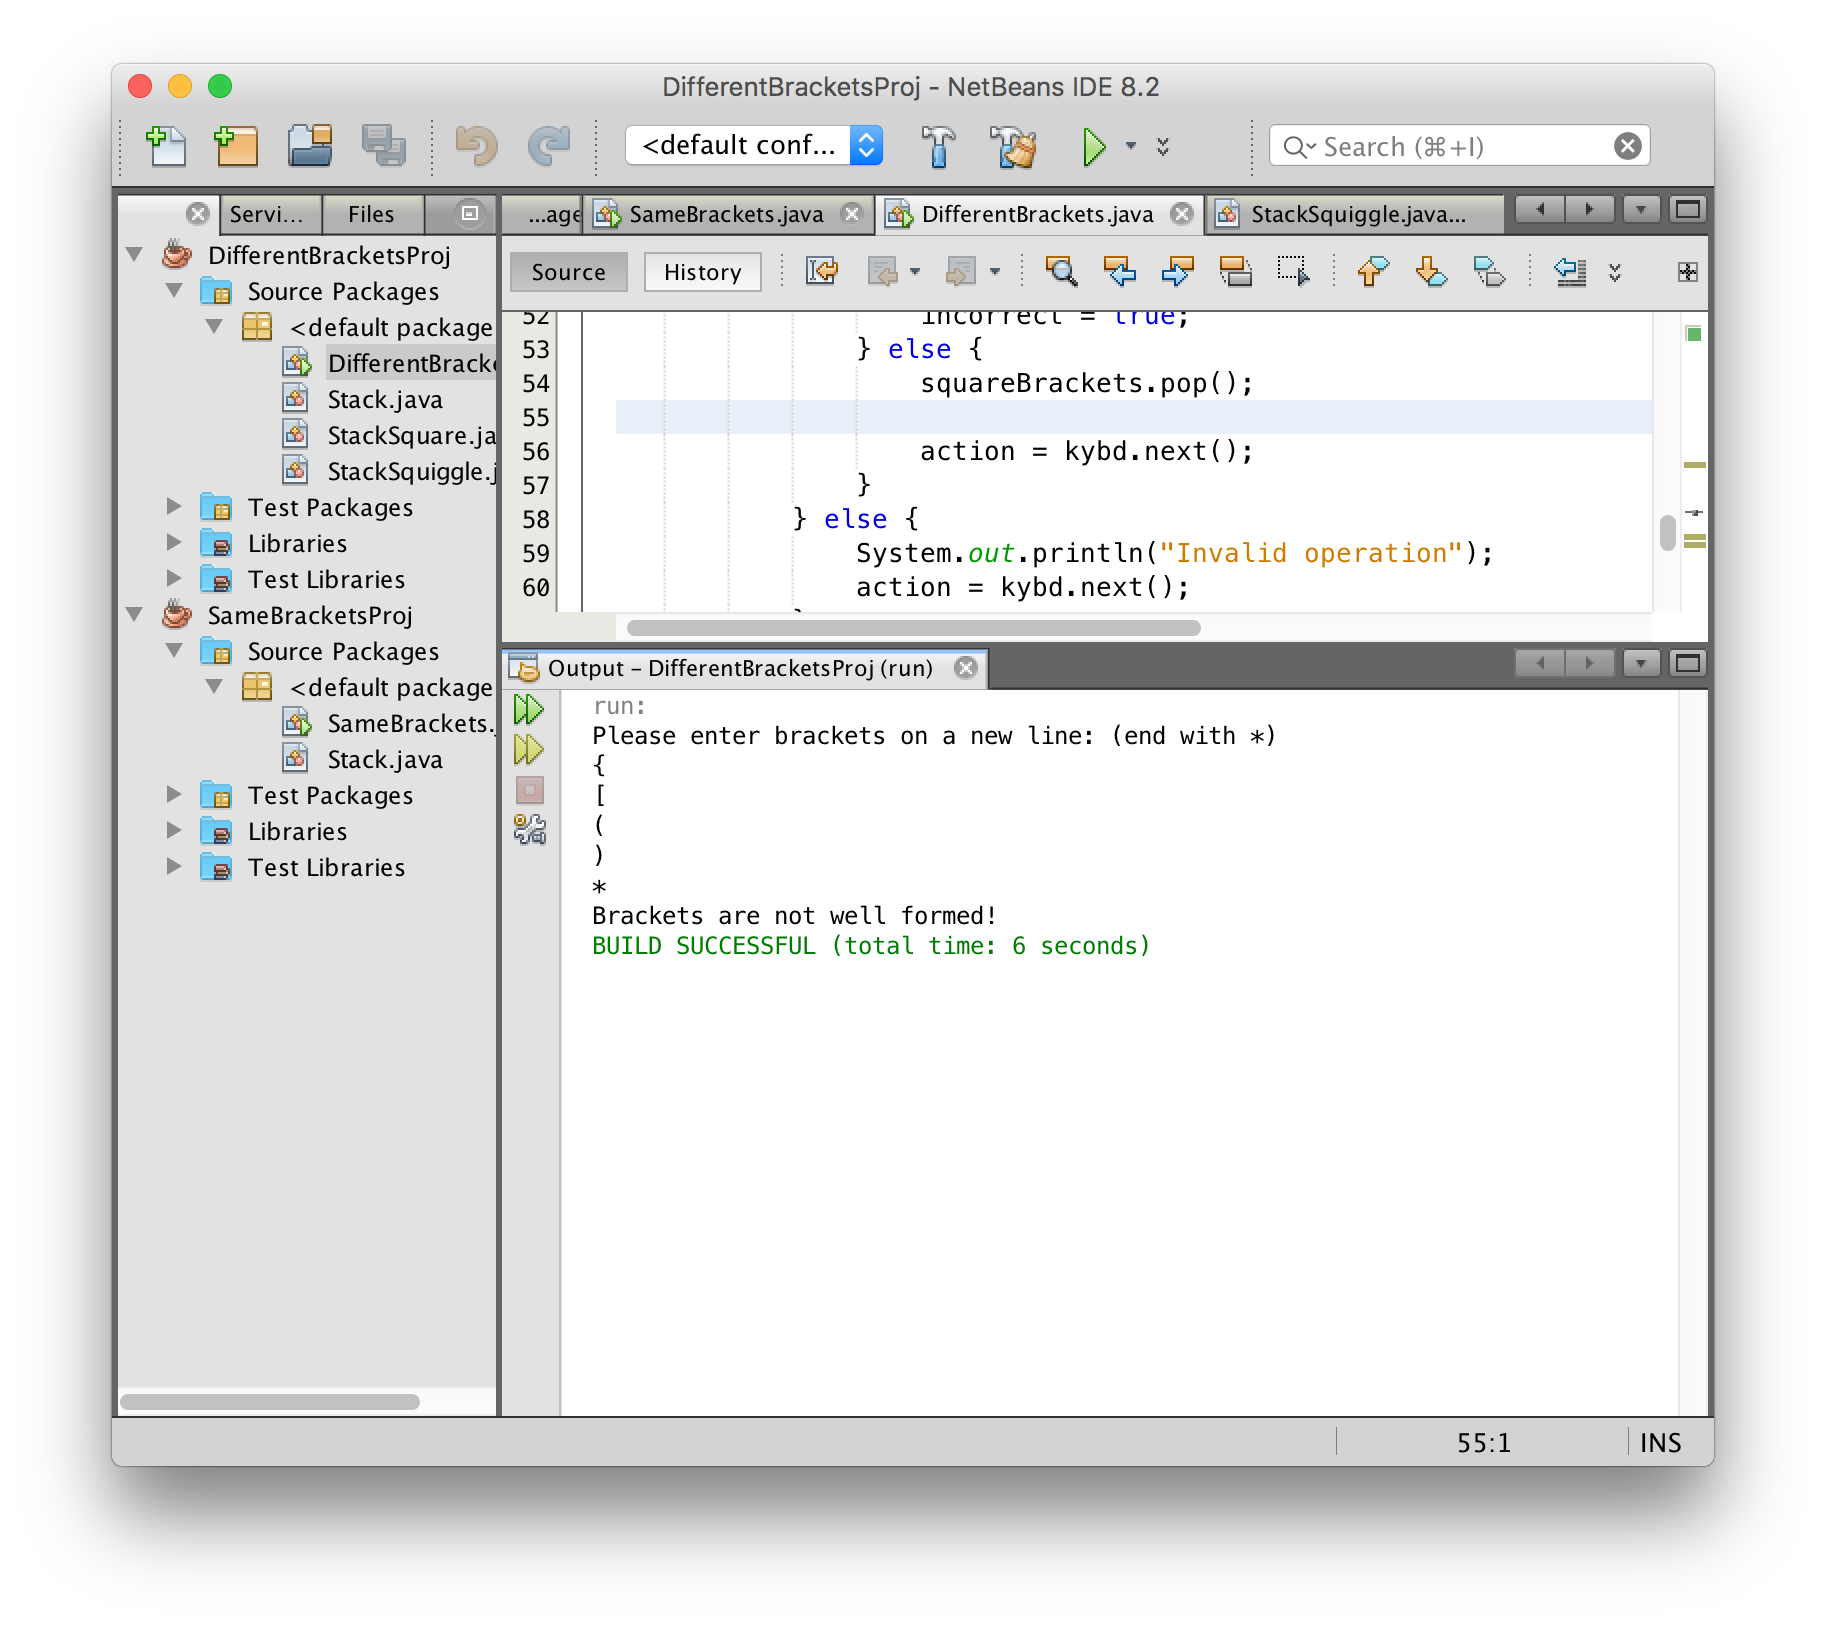 DifferentBracketsProj - NetBeans IDE 8.2
<default conf...
Search (⌘+I)
Servi...
Files
DifferentBracketsProj
Source Packages
<default package
DifferentBracke
Stack.java
StackSquare.ja
StackSquiggle.j
Test Packages
Libraries
Test Libraries
SameBracketsProj
Source Packages
<default package
SameBrackets.
Stack.java
Test Packages
Libraries
Test Libraries
...age
SameBrackets.java
DifferentBrackets.java
StackSquiggle.java...
Source
History
52 incorrect = true;
53 } else {
54 squareBrackets.pop();
55
56 action = kybd.next();
57 }
58 } else {
59 System.out.println("Invalid operation");
60 action = kybd.next();
Output – DifferentBracketsProj (run)
run:
Please enter brackets on a new line: (end with *)
{
[
(
)
*
Brackets are not well formed!
BUILD SUCCESSFUL (total time: 6 seconds)
55:1
INS